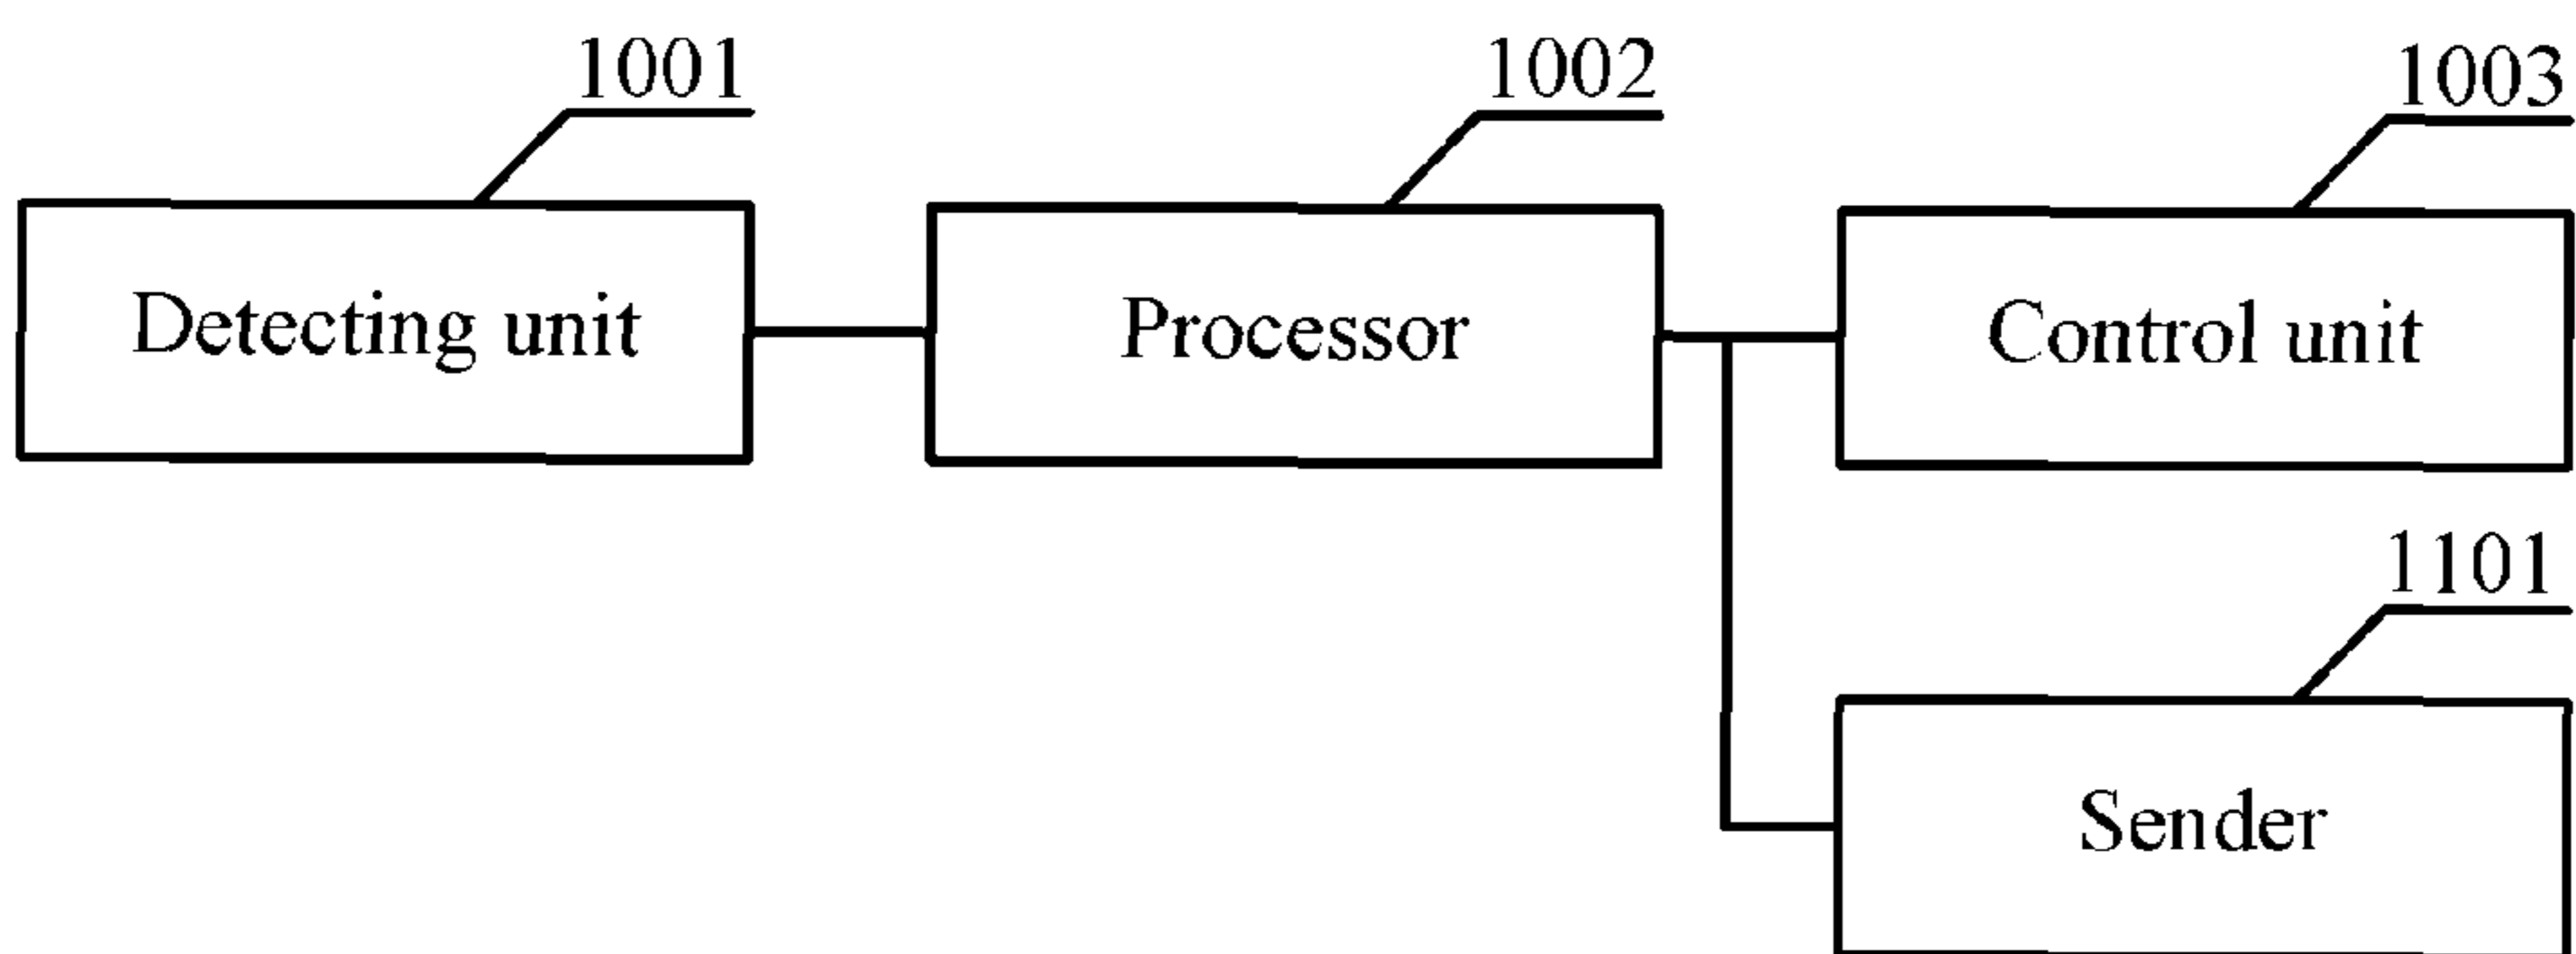 1001
1002
1003
Detecting unit
Processor
Control unit
1101
Sender